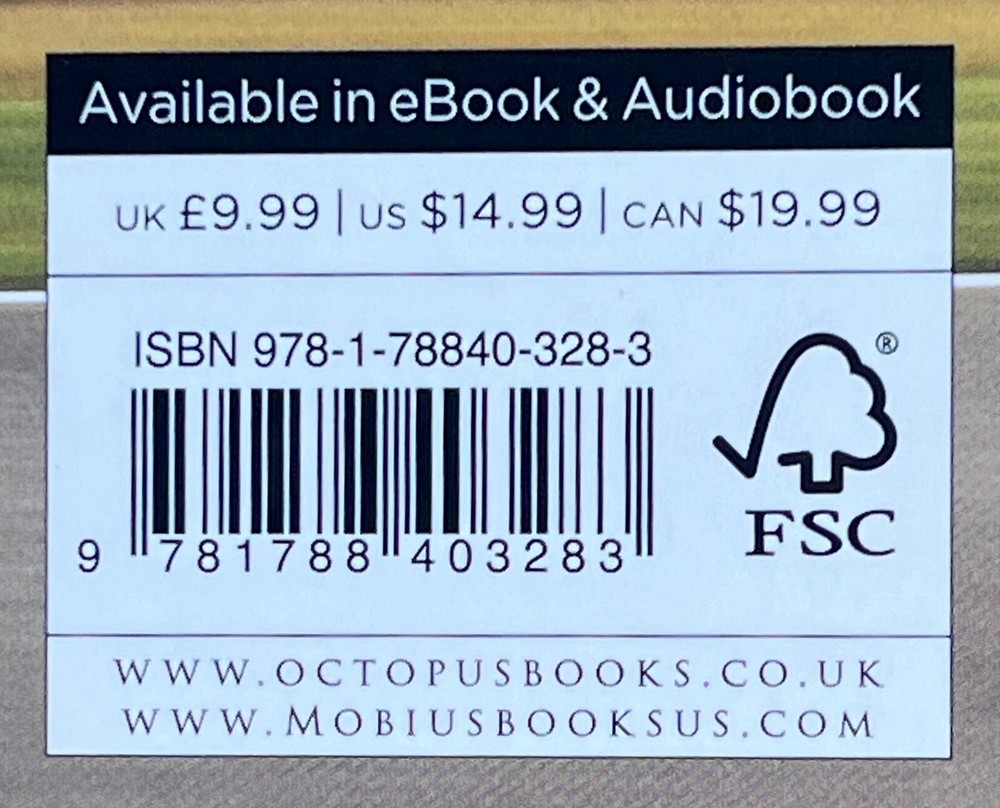 Available in eBook & Audiobook
UK £9.99 | US $14.99 | CAN $19.99
ISBN 978-1-78840-328-3
®
9 781788 403283
FSC
WWW.OCTOPUSBOOKS.CO.UK
WWW.MOBIUSBOOKSUS.COM